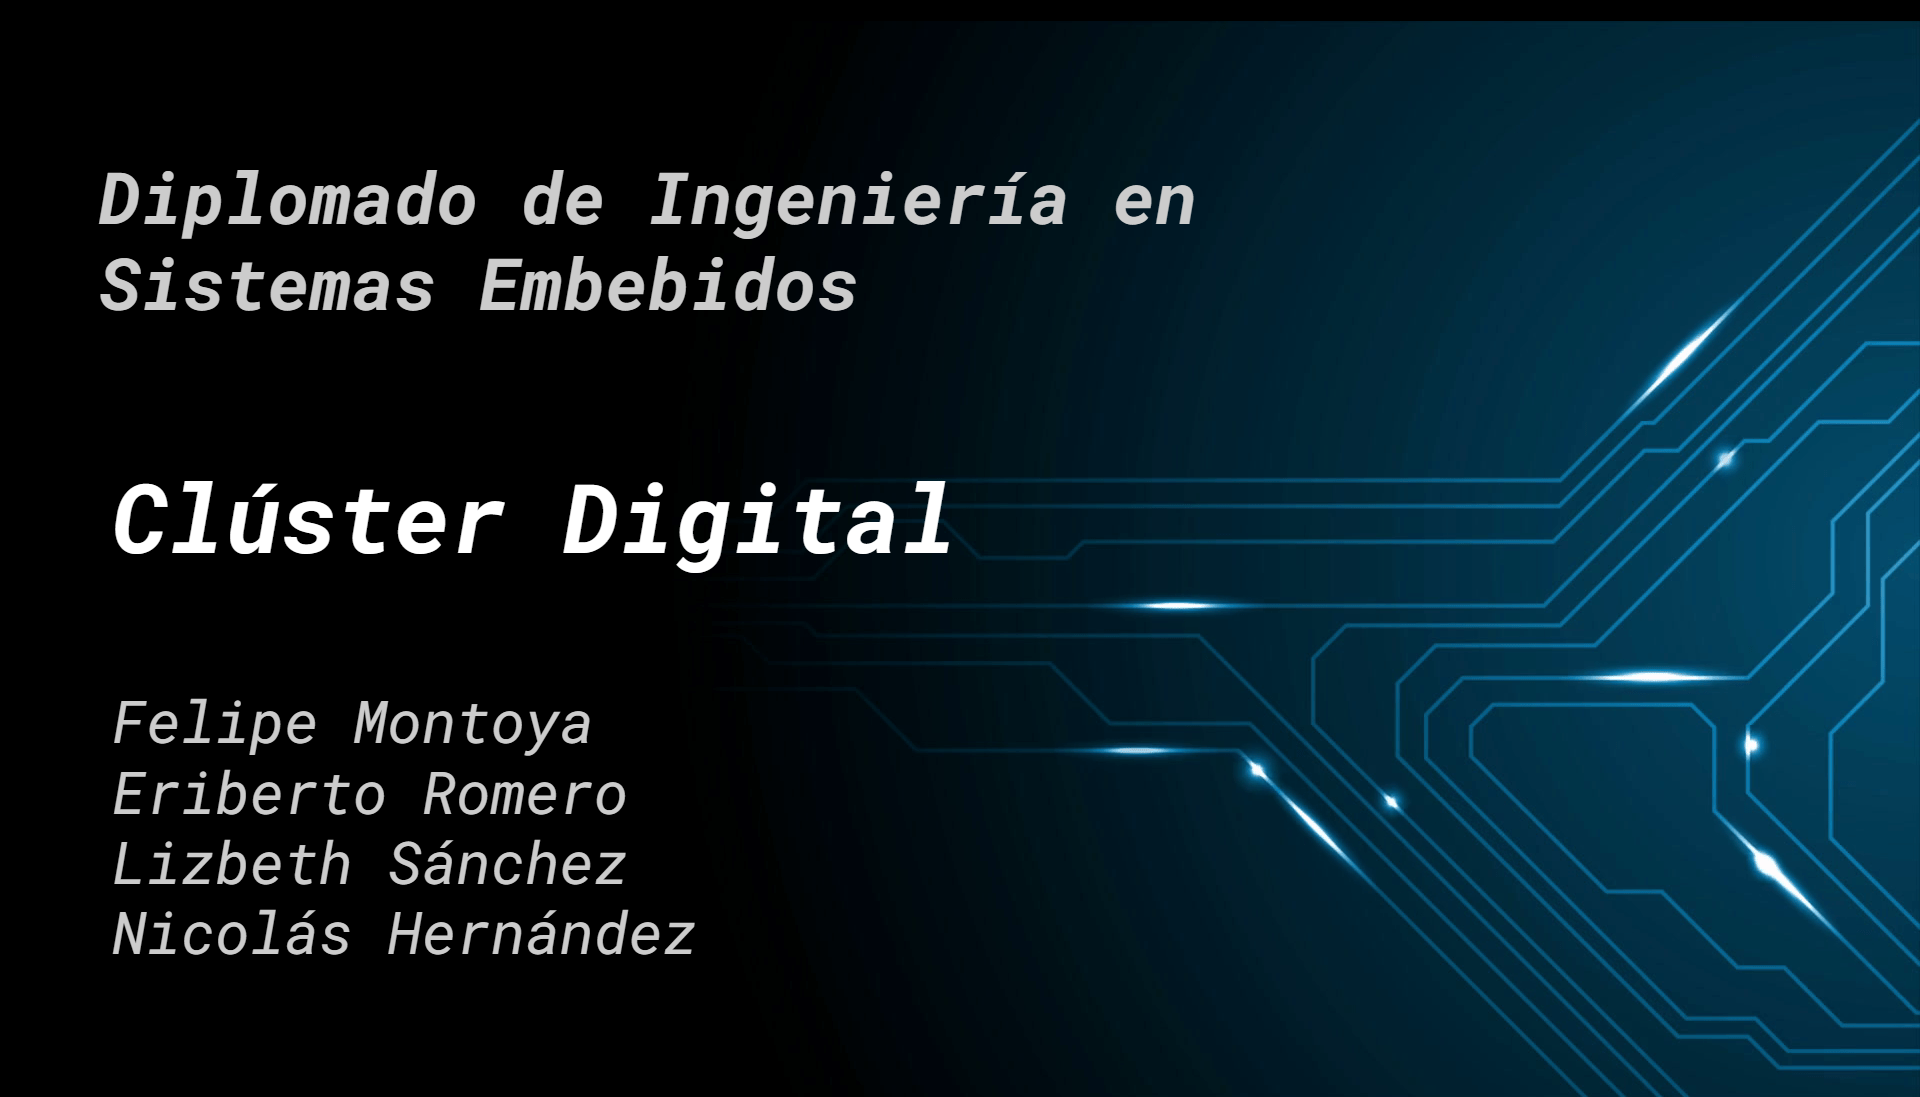 Diplomado de Ingeniería en
Sistemas Embebidos
Clúster Digital
Felipe Montoya
Eriberto Romero
Lizbeth Sánchez
Nicolás Hernández